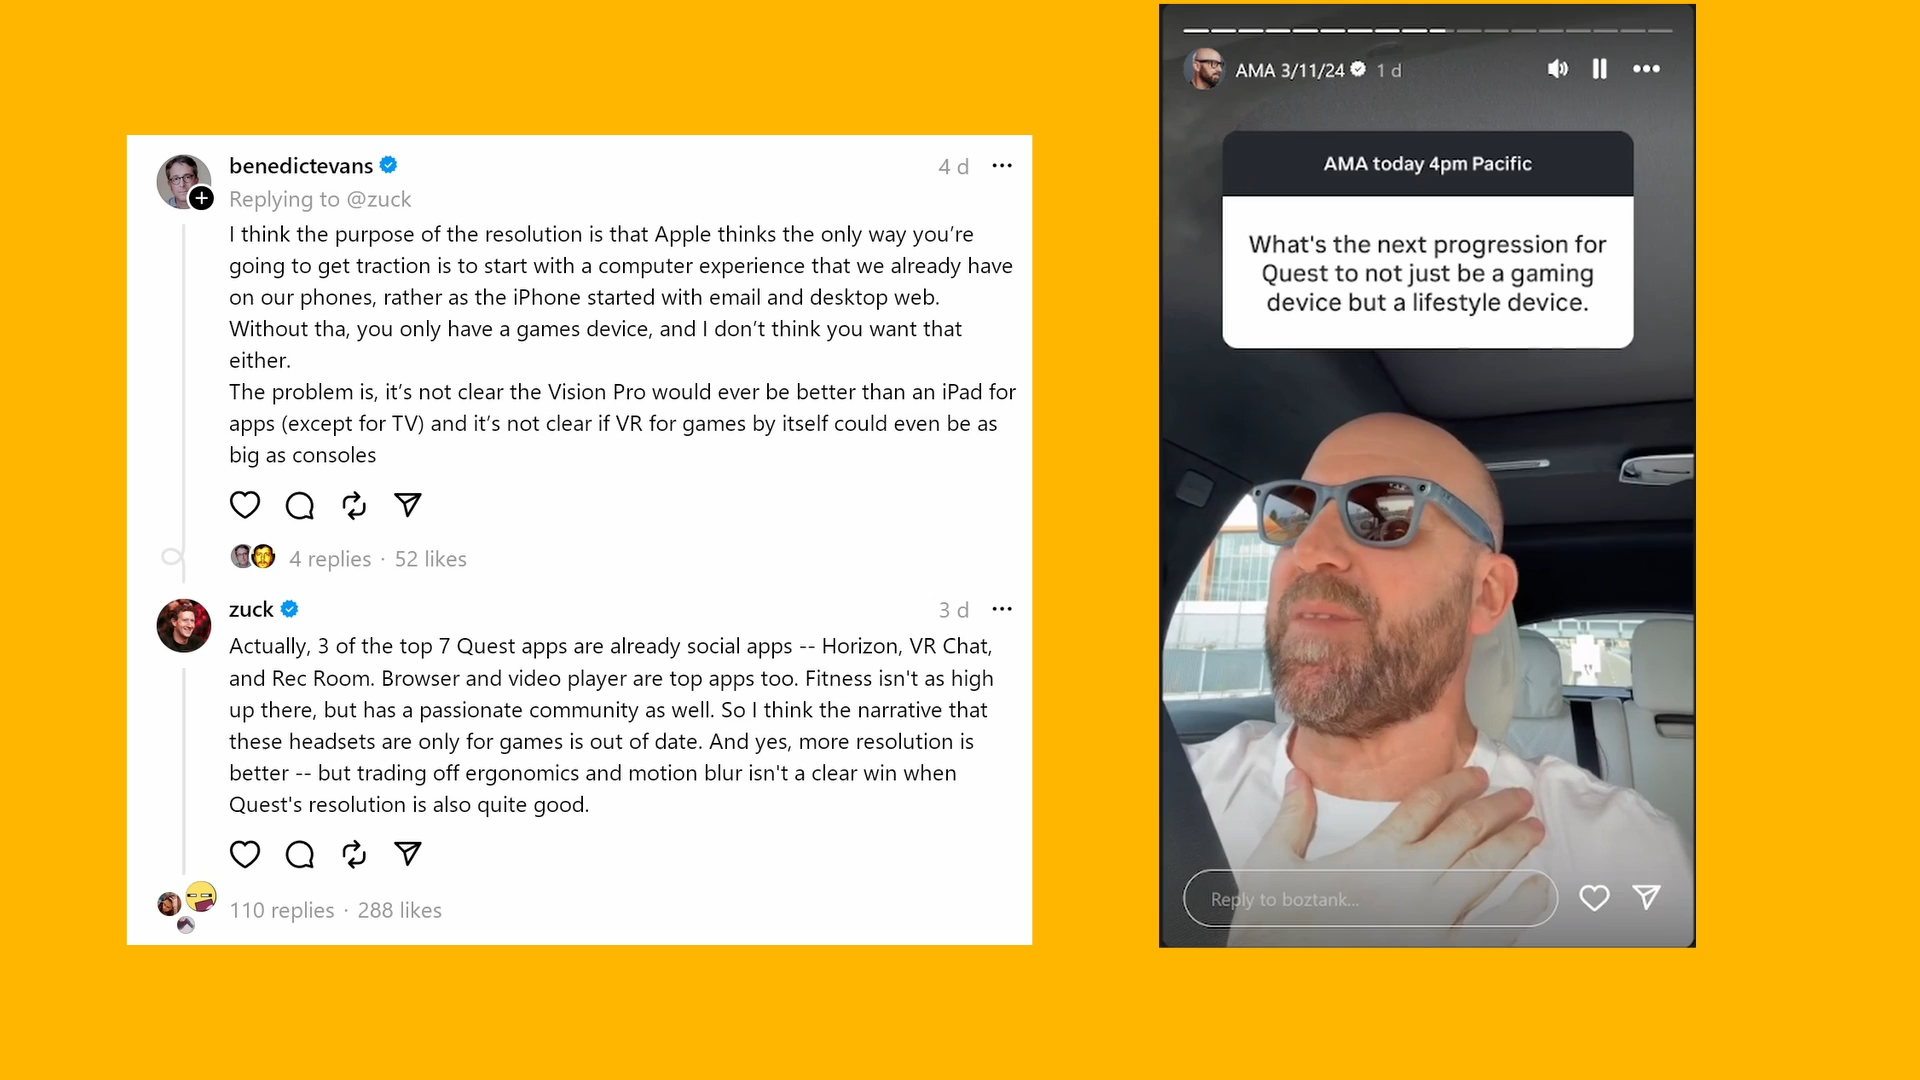 benedictevans
4 d
Replying to @zuck
I think the purpose of the resolution is that Apple thinks the only way you’re
going to get traction is to start with a computer experience that we already have
on our phones, rather as the iPhone started with email and desktop web.
Without tha, you only have a games device, and I don’t think you want that
either.
The problem is, it’s not clear the Vision Pro would ever be better than an iPad for
apps (except for TV) and it’s not clear if VR for games by itself could even be as
big as consoles
4 replies · 52 likes
zuck
3 d
Actually, 3 of the top 7 Quest apps are already social apps -- Horizon, VR Chat,
and Rec Room. Browser and video player are top apps too. Fitness isn't as high
up there, but has a passionate community as well. So I think the narrative that
these headsets are only for games is out of date. And yes, more resolution is
better -- but trading off ergonomics and motion blur isn't a clear win when
Quest's resolution is also quite good.
110 replies · 288 likes
AMA 3/11/24 1 d
AMA today 4pm Pacific
What's the next progression for
Quest to not just be a gaming
device but a lifestyle device.
Reply to boztank...